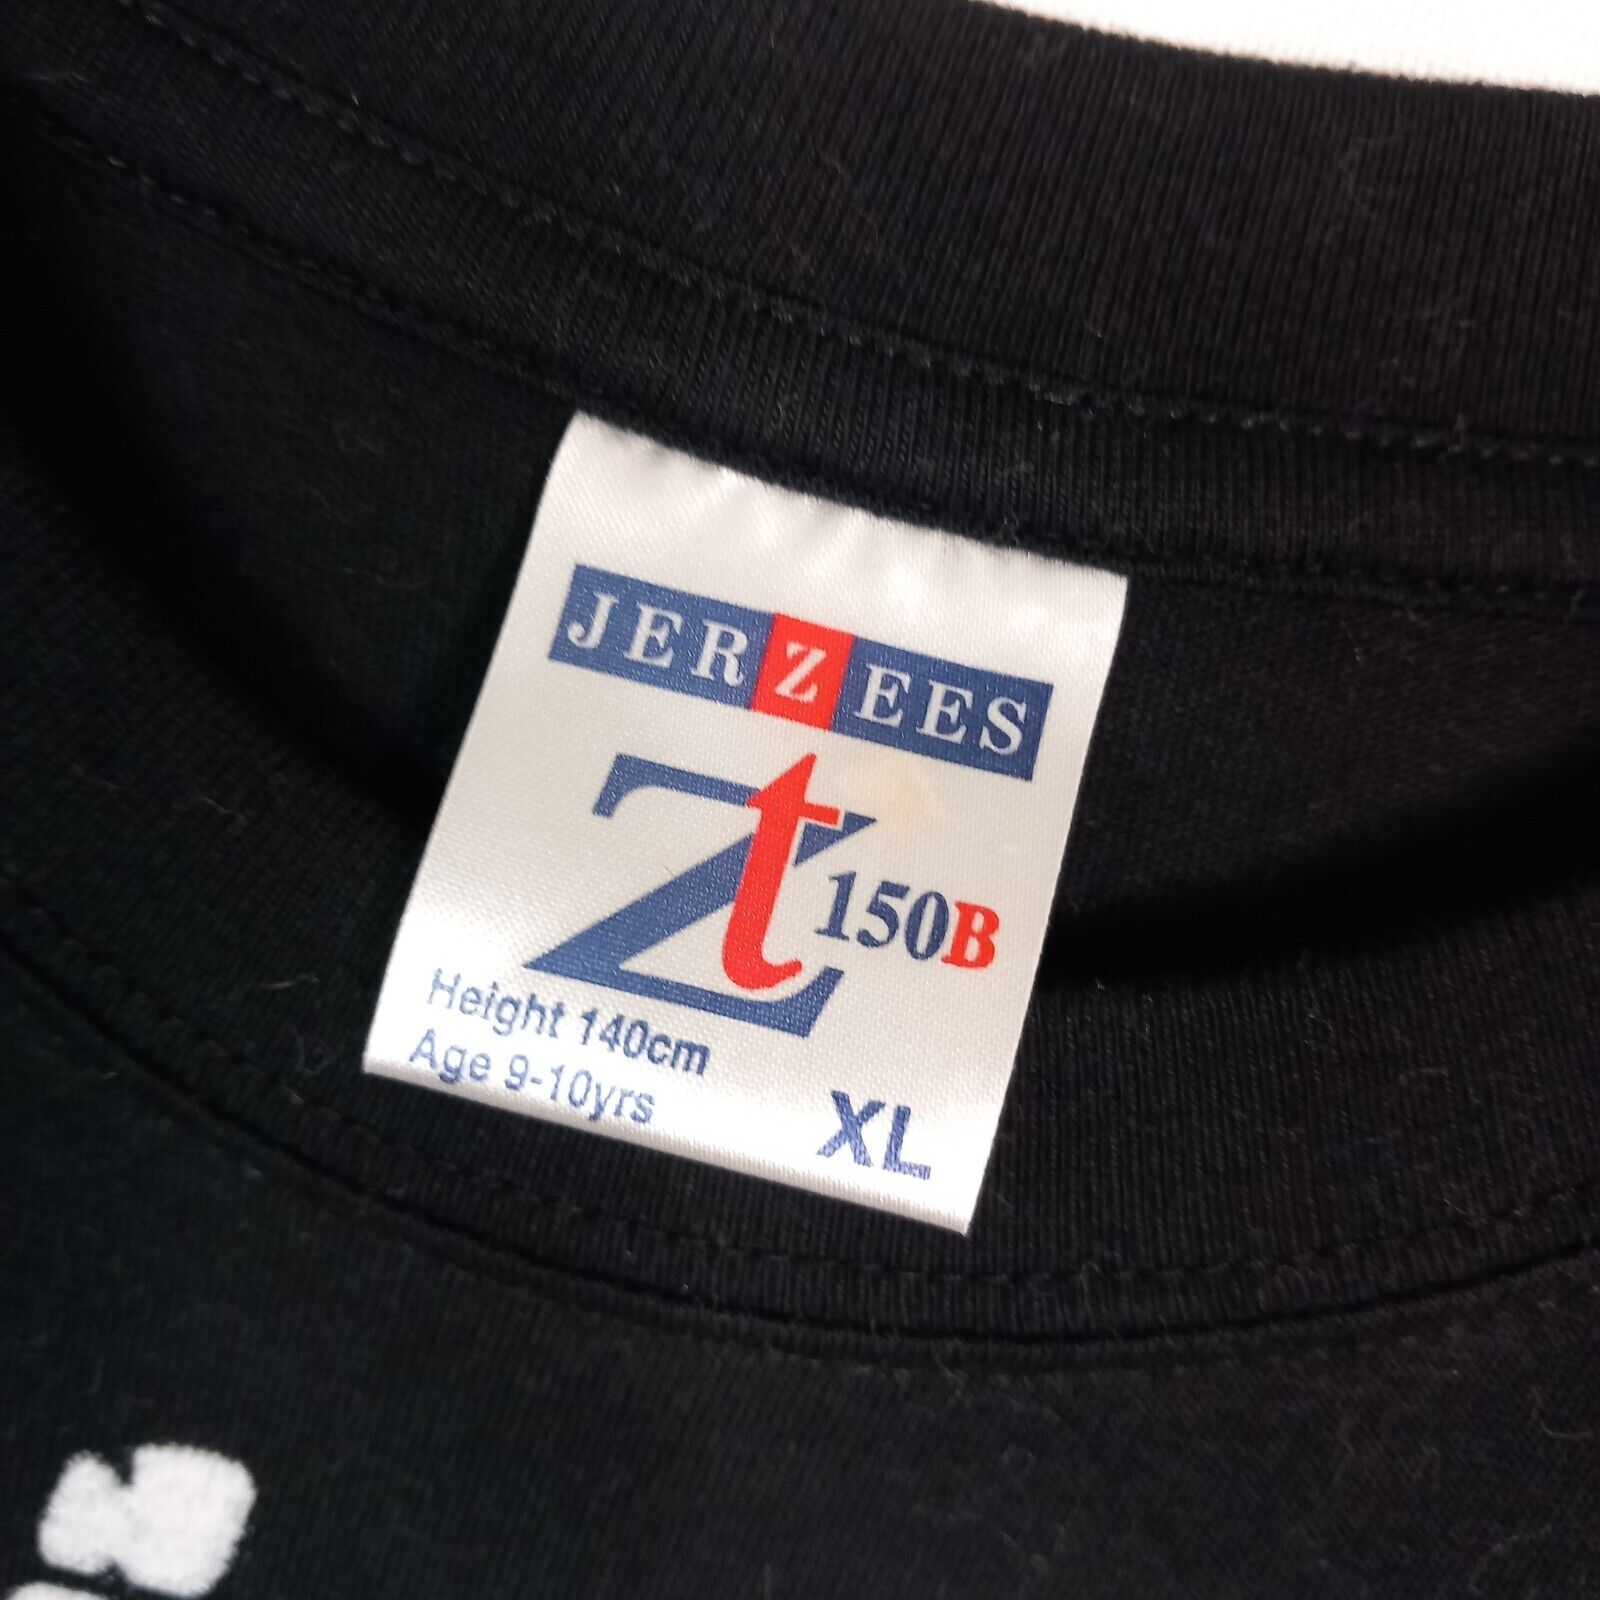 JERZEES
Zt 150B
Height 140cm
Age 9-10yrs
XL